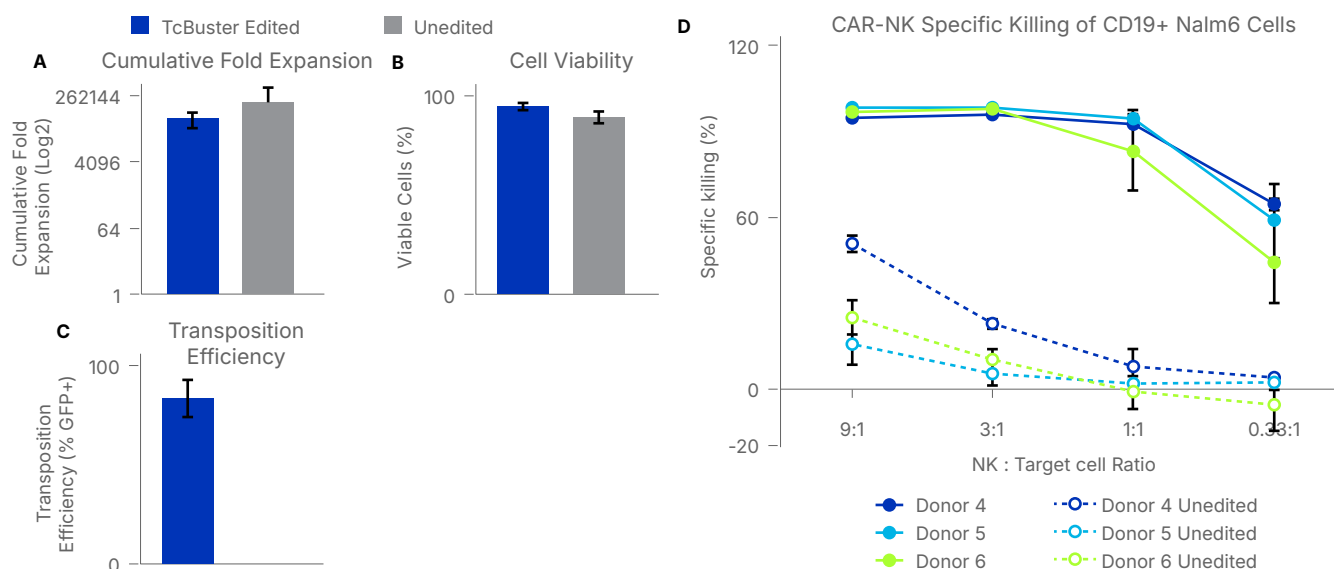 TcBuster Edited
Unedited
A
Cumulative Fold Expansion
262144
4096
64
1
Cumulative Fold
Expansion (Log2)
B
Cell Viability
100
0
Viable Cells (%)
C
Transposition
Efficiency
100
0
Transposition
Efficiency (% GFP+)
D
CAR-NK Specific Killing of CD19+ Nalm6 Cells
120
60
0
-20
Specific killing (%)
9:1
3:1
1:1
0.33:1
NK : Target cell Ratio
Donor 4
Donor 4 Unedited
Donor 5
Donor 5 Unedited
Donor 6
Donor 6 Unedited